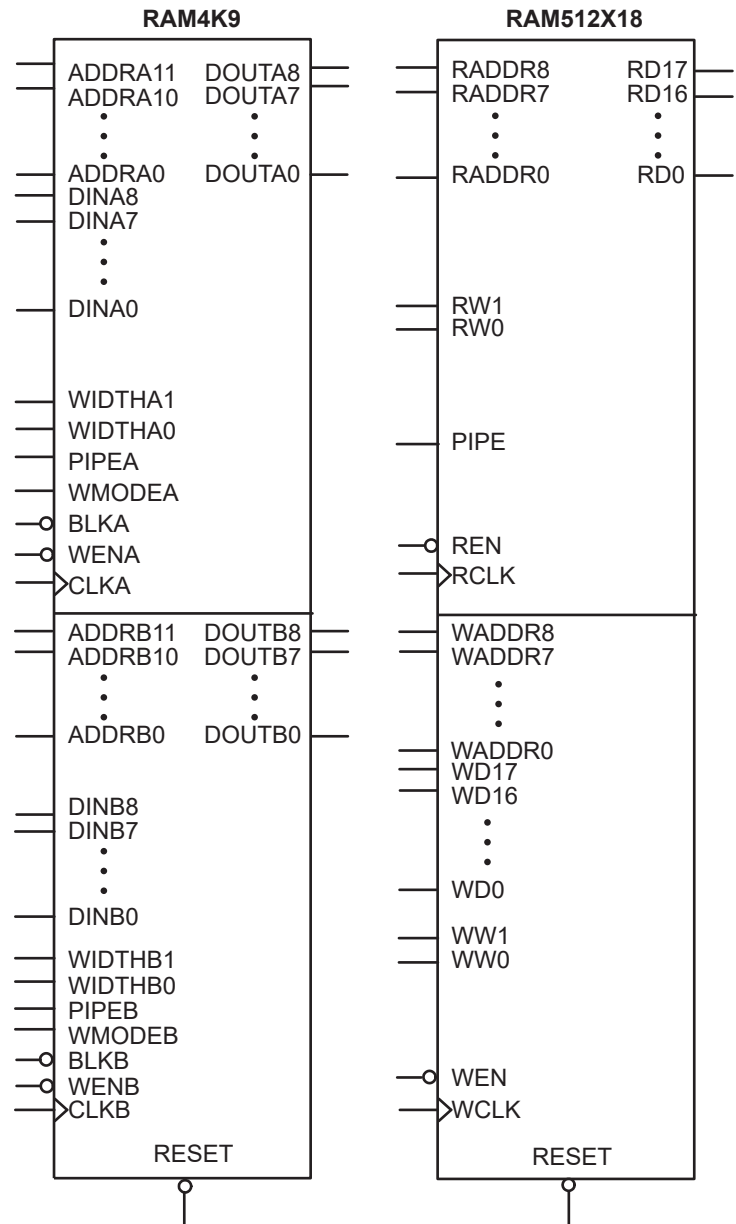 RAM4K9
ADDRA11 DOUTA8
ADDRA10 DOUTA7
ADDRA0 DOUTA0
DINA8
DINA7
DINA0
WIDTHA1
WIDTHA0
PIPEA
WMODEA
BLKA
WENA
CLKA
ADDRB11 DOUTB8
ADDRB10 DOUTB7
ADDRB0 DOUTB0
DINB8
DINB7
DINB0
WIDTHB1
WIDTHB0
PIPEB
WMODEB
BLKB
WENB
CLKB
RESET
RAM512X18
RADDR8 RD17
RADDR7 RD16
RADDR0 RD0
RW1
RW0
PIPE
REN
RCLK
WADDR8
WADDR7
WADDR0
WD17
WD16
WD0
WW1
WW0
WEN
WCLK
RESET